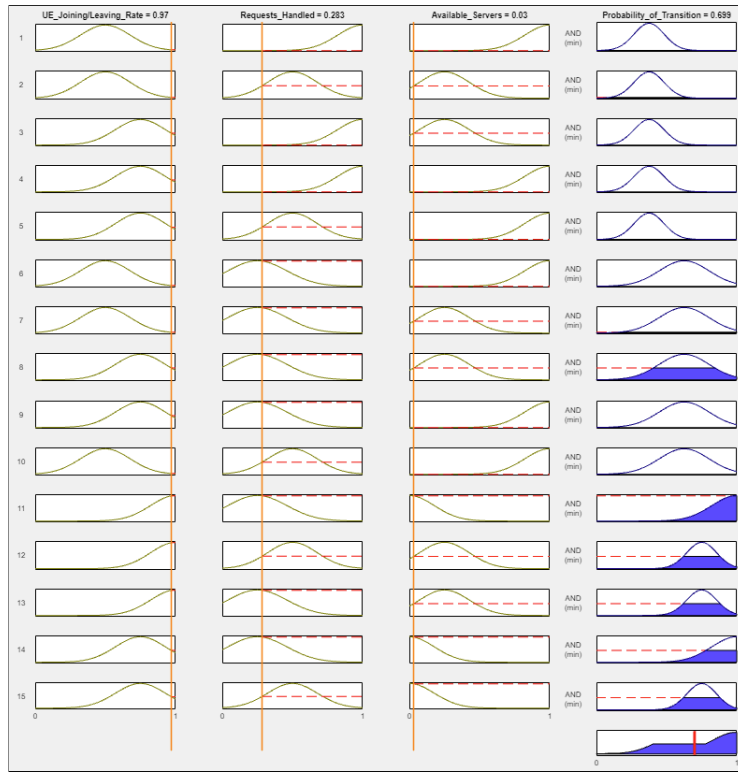 UE_Joining/Leaving_Rate = 0.97 Requests_Handled = 0.283 Available_Servers = 0.03 Probability_of_Transition = 0.699
1 AND
(min)
2 AND
(min)
3 AND
(min)
4 AND
(min)
5 AND
(min)
6 AND
(min)
7 AND
(min)
8 AND
(min)
9 AND
(min)
10 AND
(min)
11 AND
(min)
12 AND
(min)
13 AND
(min)
14 AND
(min)
15 AND
(min)
0 1 0 1 0 1
0 1